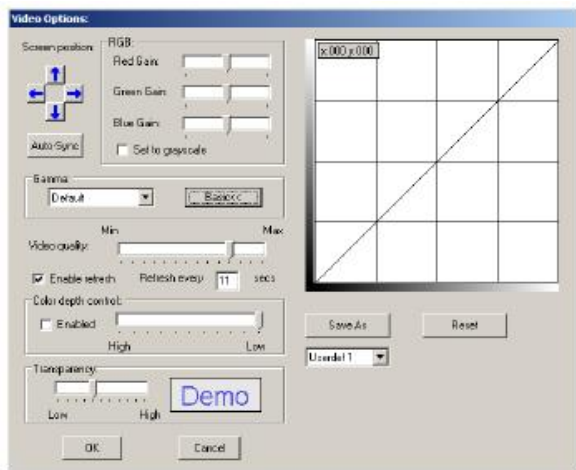 Video Options:
Screen position:
Auto-Sync
RGB:
Red Gain:
Green Gain:
Blue Gain:
Set to grayscale
Gamma:
Default
Basic<<
Min
Max
Video quality:
Enable refresh
Refresh every
11
secs
Color depth control:
Enabled
High
Low
Transparency:
Low
High
Demo
OK
Cancel
x:000 y:000
Save As
Reset
Userdef 1